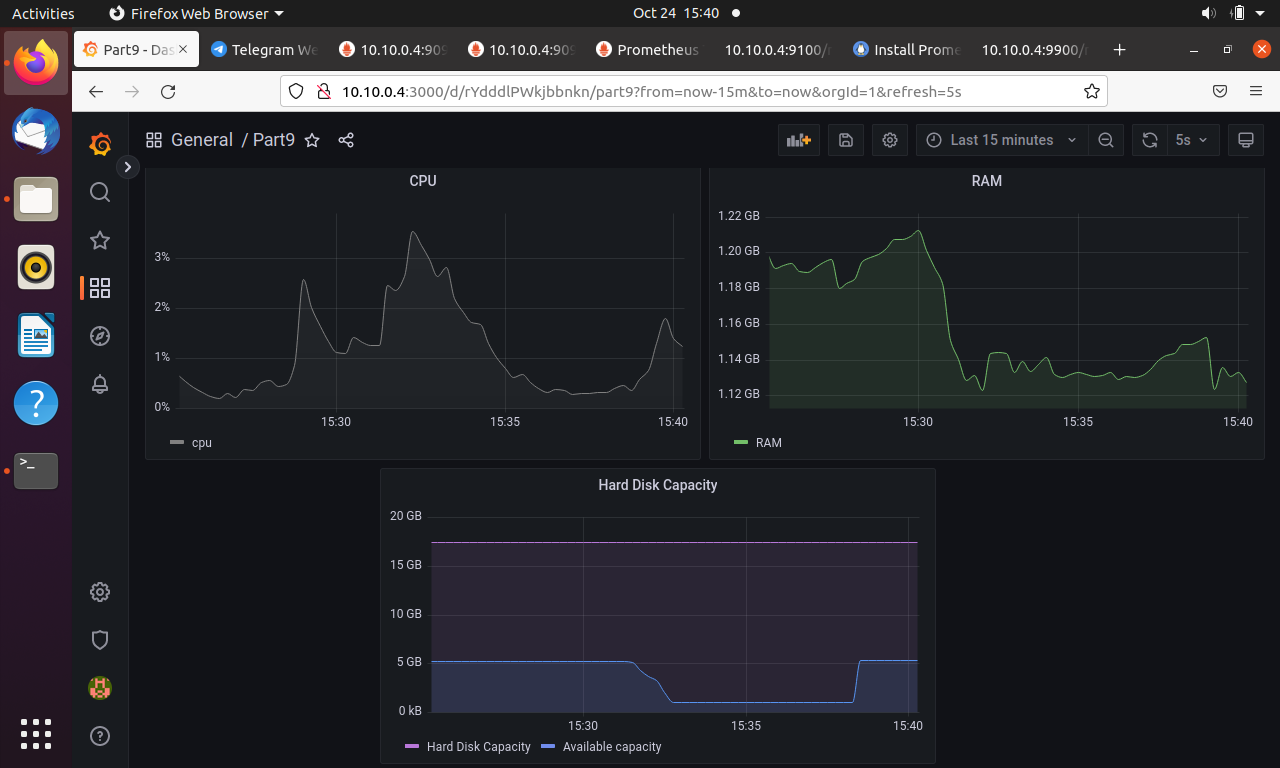 Activities
Firefox Web Browser
Oct 24 15:40
Part9 - Das
Telegram We
10.10.0.4:909
10.10.0.4:909
Prometheus
10.10.0.4:9100/
Install Prome
10.10.0.4:9900/
10.10.0.4:3000/d/rYdddlPWkjbbnkn/part9?from=now-15m&to=now&orgId=1&refresh=5s
General / Part9
Last 15 minutes
5s
CPU
3%
2%
1%
0%
15:30
15:35
15:40
cpu
RAM
1.22 GB
1.20 GB
1.18 GB
1.16 GB
1.14 GB
1.12 GB
15:30
15:35
15:40
RAM
Hard Disk Capacity
20 GB
15 GB
10 GB
5 GB
0 kB
15:30
15:35
15:40
Hard Disk Capacity
Available capacity